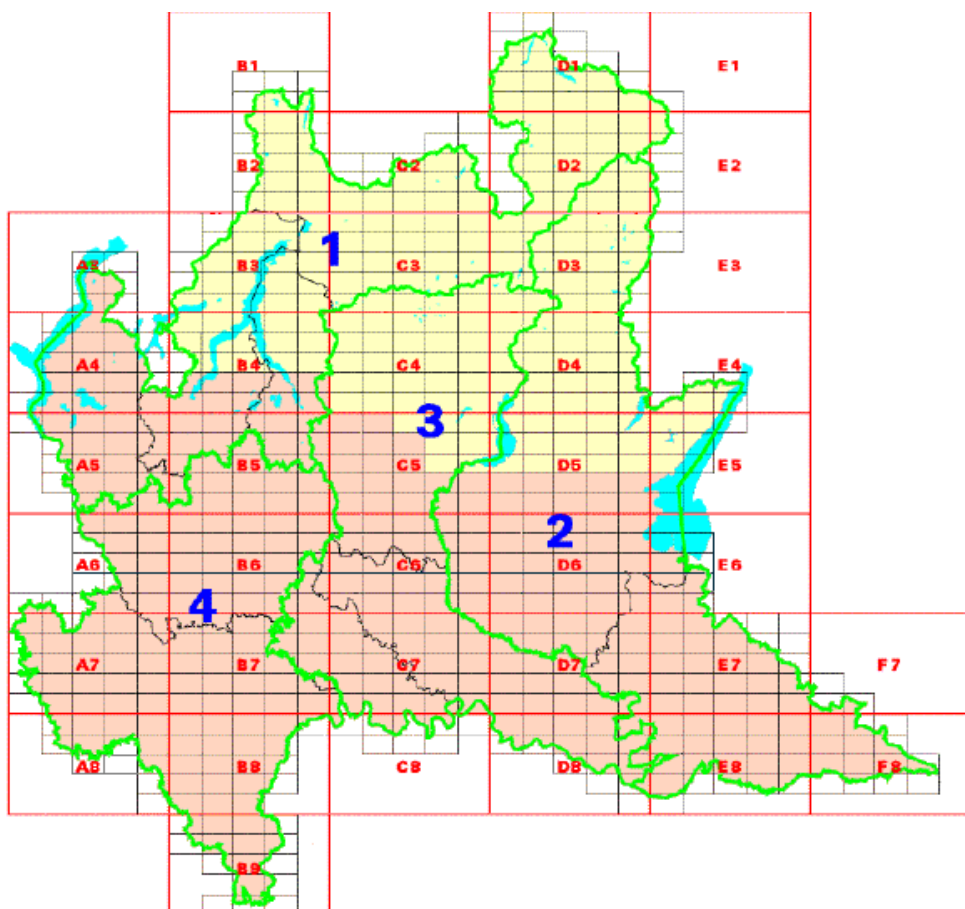 B1 D1 E1
B2 C2 D2 E2
1
A3 B3 C3 D3 E3
A4 B4 C4 D4 E4
3
A5 B5 C5 D5 E5
2
A6 B6 C6 D6 E6
4
A7 B7 C7 D7 E7 F7
A8 B8 C8 D8 E8 F8
B9